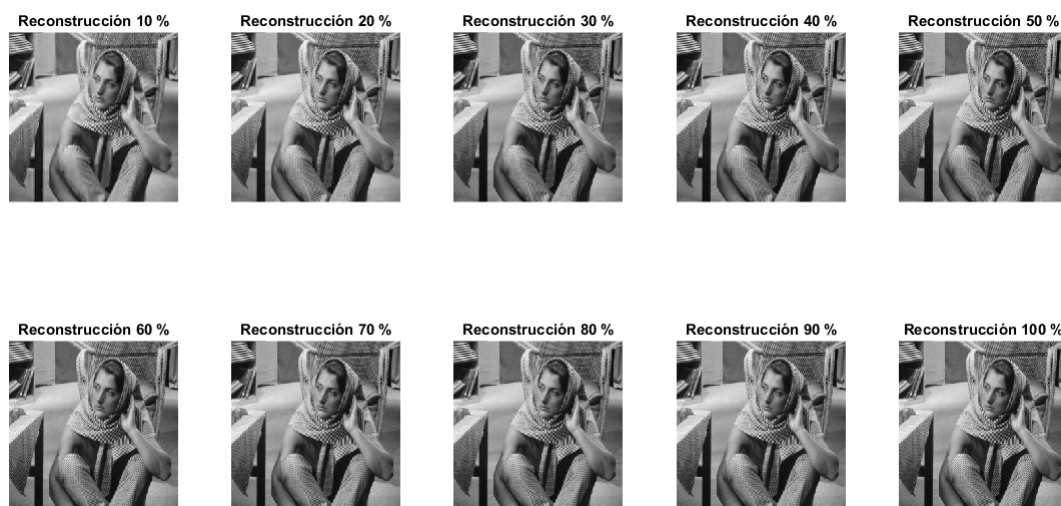 Reconstrucción 10 %
Reconstrucción 20 %
Reconstrucción 30 %
Reconstrucción 40 %
Reconstrucción 50 %
Reconstrucción 60 %
Reconstrucción 70 %
Reconstrucción 80 %
Reconstrucción 90 %
Reconstrucción 100 %